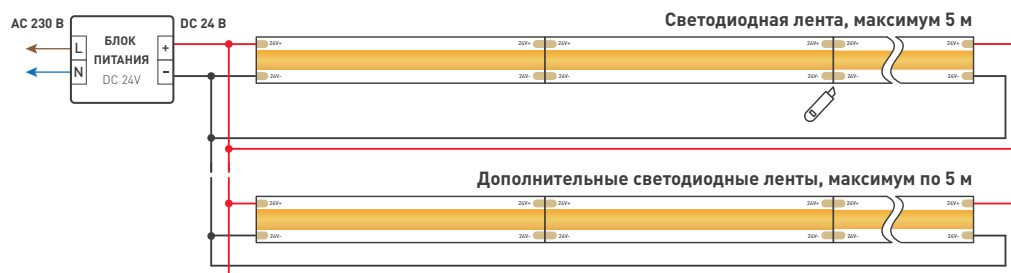 AC 230 В
БЛОК ПИТАНИЯ
DC 24V
L
N
+
−
DC 24 В
Светодиодная лента, максимум 5 м
24V+ 24V+ 24V+ 24V+ 24V+ 24V+
24V- 24V- 24V- 24V- 24V- 24V-
Дополнительные светодиодные ленты, максимум по 5 м
24V+ 24V+ 24V+ 24V+ 24V+ 24V+
24V- 24V- 24V- 24V- 24V- 24V-